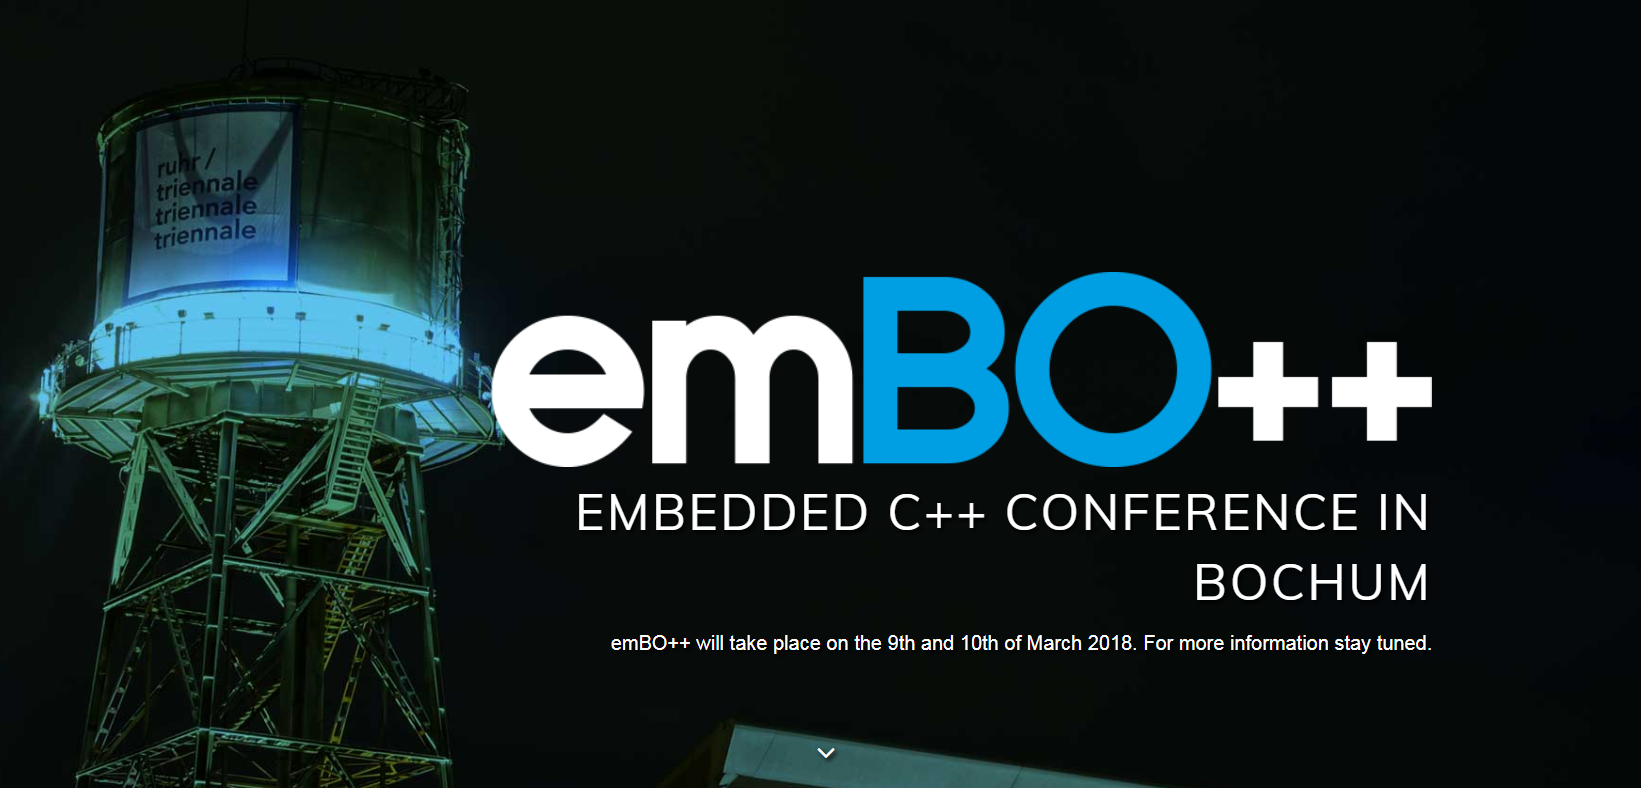 ruhr /
triennale
triennale
triennale
emBO++
EMBEDDED C++ CONFERENCE IN
BOCHUM
emBO++ will take place on the 9th and 10th of March 2018. For more information stay tuned.